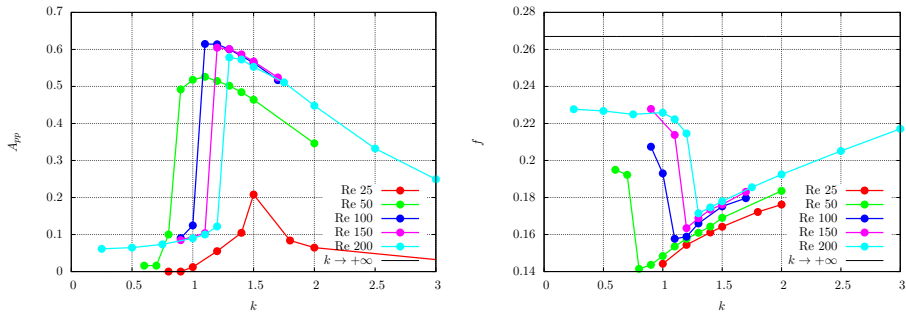 0.7
0.6
0.5
0.4
0.3
0.2
0.1
0
A_{pp}
0 0.5 1 1.5 2 2.5 3
k
Re 25
Re 50
Re 100
Re 150
Re 200
k → +∞
0.28
0.26
0.24
0.22
0.2
0.18
0.16
0.14
f
0 0.5 1 1.5 2 2.5 3
k
Re 25
Re 50
Re 100
Re 150
Re 200
k → +∞